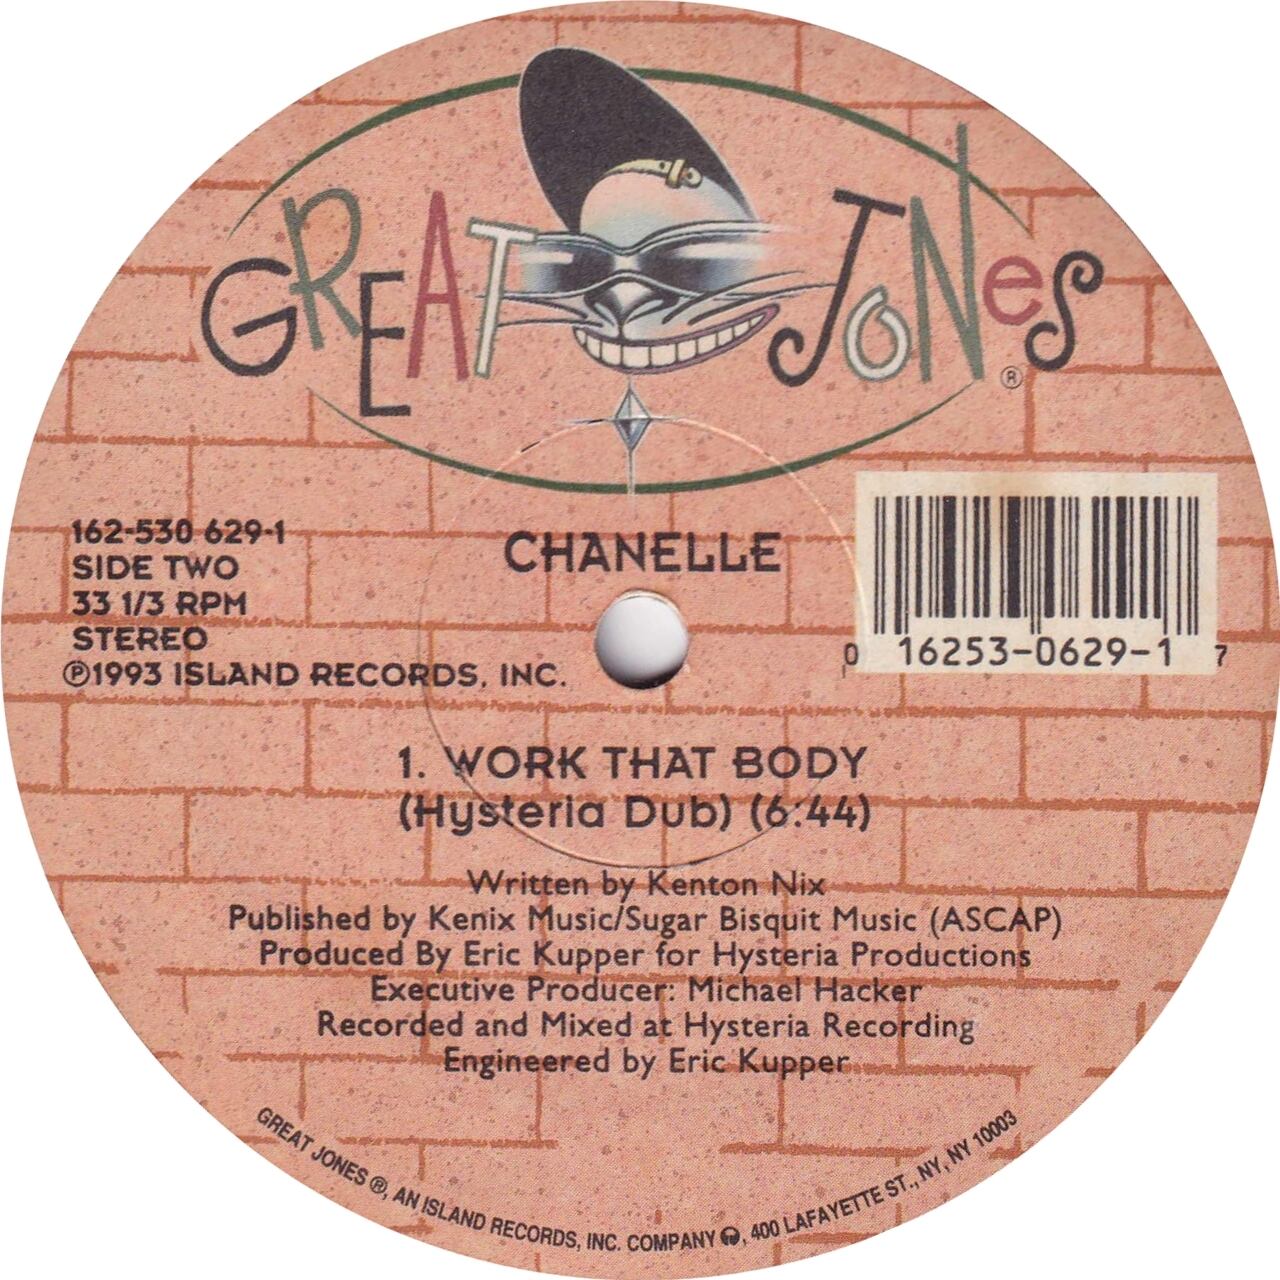 GREAT JONES ®
162-530 629-1
SIDE TWO
33 1/3 RPM
STEREO
℗1993 ISLAND RECORDS, INC.
CHANELLE
0 16253-0629-1 7
1. WORK THAT BODY
(Hysteria Dub) (6:44)
Written by Kenton Nix
Published by Kenix Music/Sugar Bisquit Music (ASCAP)
Produced By Eric Kupper for Hysteria Productions
Executive Producer: Michael Hacker
Recorded and Mixed at Hysteria Recording
Engineered by Eric Kupper
GREAT JONES ®, AN ISLAND RECORDS, INC. COMPANY, 400 LAFAYETTE ST., NY, NY 10003